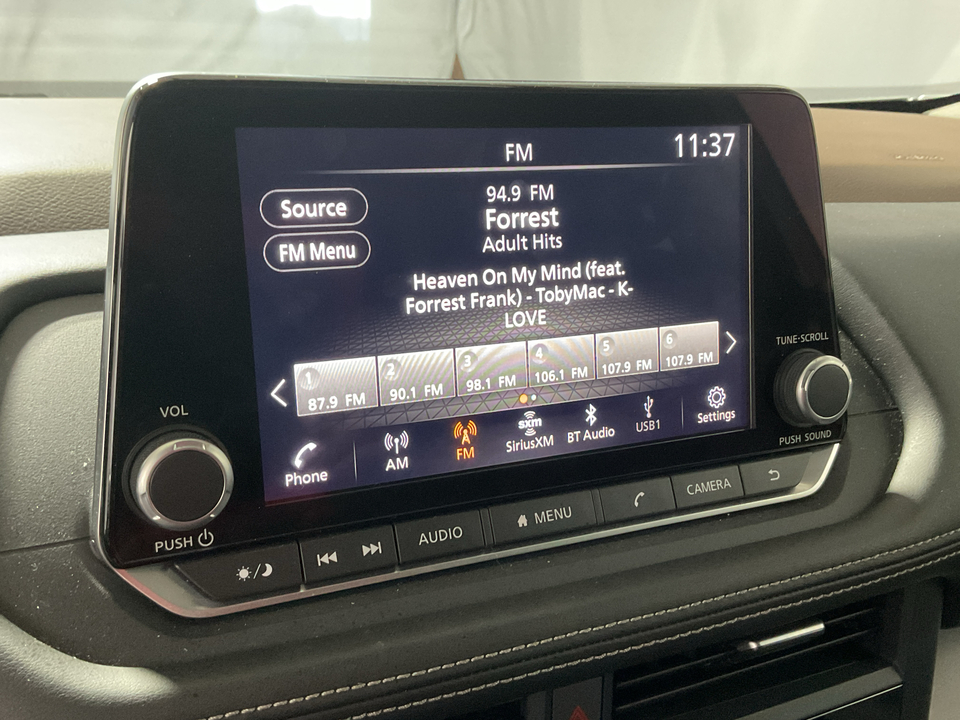 FM
11:37
Source
FM Menu
94.9 FM
Forrest
Adult Hits
Heaven On My Mind (feat.
Forrest Frank) - TobyMac - K-
LOVE
1
87.9 FM
2
90.1 FM
3
98.1 FM
4
106.1 FM
5
107.9 FM
6
107.9 FM
Phone
AM
FM
sxm
SiriusXM
BT Audio
USB1
Settings
VOL
PUSH
TUNE·SCROLL
PUSH SOUND
AUDIO
MENU
CAMERA